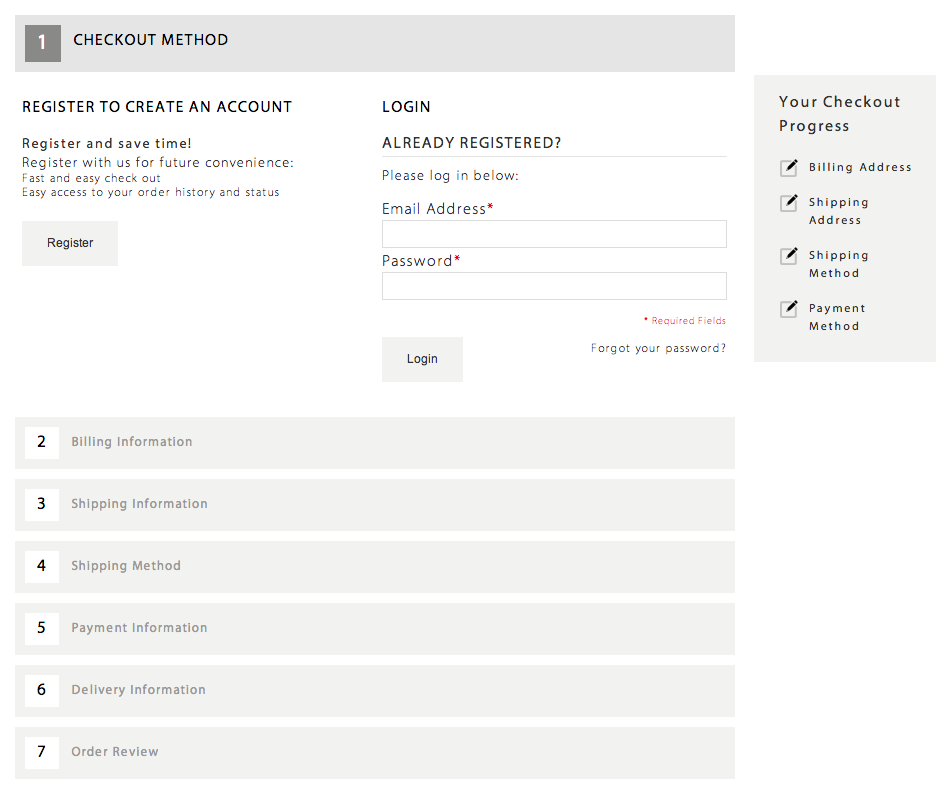 1 CHECKOUT METHOD
REGISTER TO CREATE AN ACCOUNT
Register and save time!
Register with us for future convenience:
Fast and easy check out
Easy access to your order history and status
Register
LOGIN
ALREADY REGISTERED?
Please log in below:
Email Address*
Password*
* Required Fields
Login
Forgot your password?
Your Checkout
Progress
Billing Address
Shipping
Address
Shipping
Method
Payment
Method
2 Billing Information
3 Shipping Information
4 Shipping Method
5 Payment Information
6 Delivery Information
7 Order Review